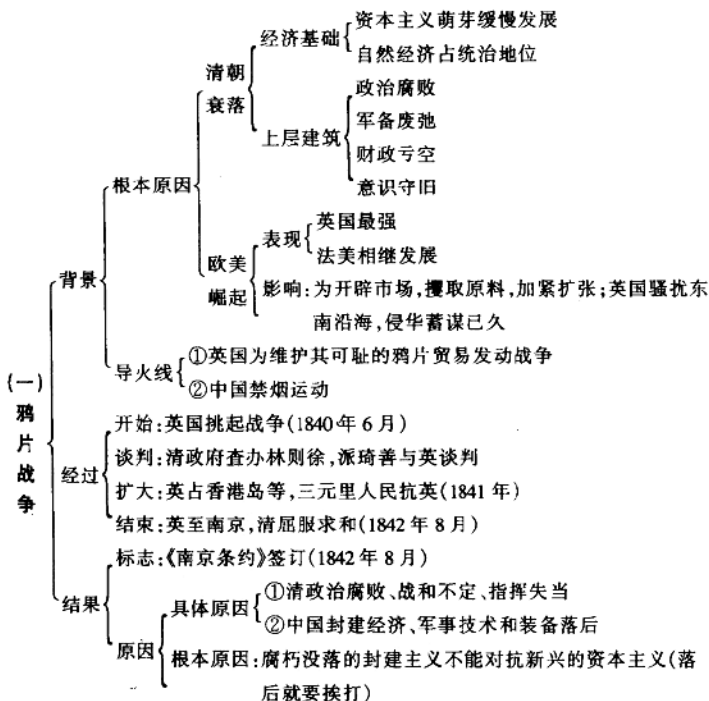 资本主义萌芽缓慢发展
经济基础
自然经济占统治地位
清朝
衰落
政治腐败
军备废弛
上层建筑
财政亏空
意识守旧
根本原因
英国最强
表现
法美相继发展
欧美
崛起
影响:为开辟市场,攫取原料,加紧扩张;英国骚扰东
南沿海,侵华蓄谋已久
背景
①英国为维护其可耻的鸦片贸易发动战争
导火线
②中国禁烟运动
(一)
鸦
片
战
争
开始:英国挑起战争(1840年6月)
谈判:清政府查办林则徐,派琦善与英谈判
经过
扩大:英占香港岛等,三元里人民抗英(1841年)
结束:英至南京,清屈服求和(1842年8月)
标志:《南京条约》签订(1842年8月)
结果
①清政治腐败、战和不定、指挥失当
具体原因
②中国封建经济、军事技术和装备落后
原因
根本原因:腐朽没落的封建主义不能对抗新兴的资本主义(落
后就要挨打)